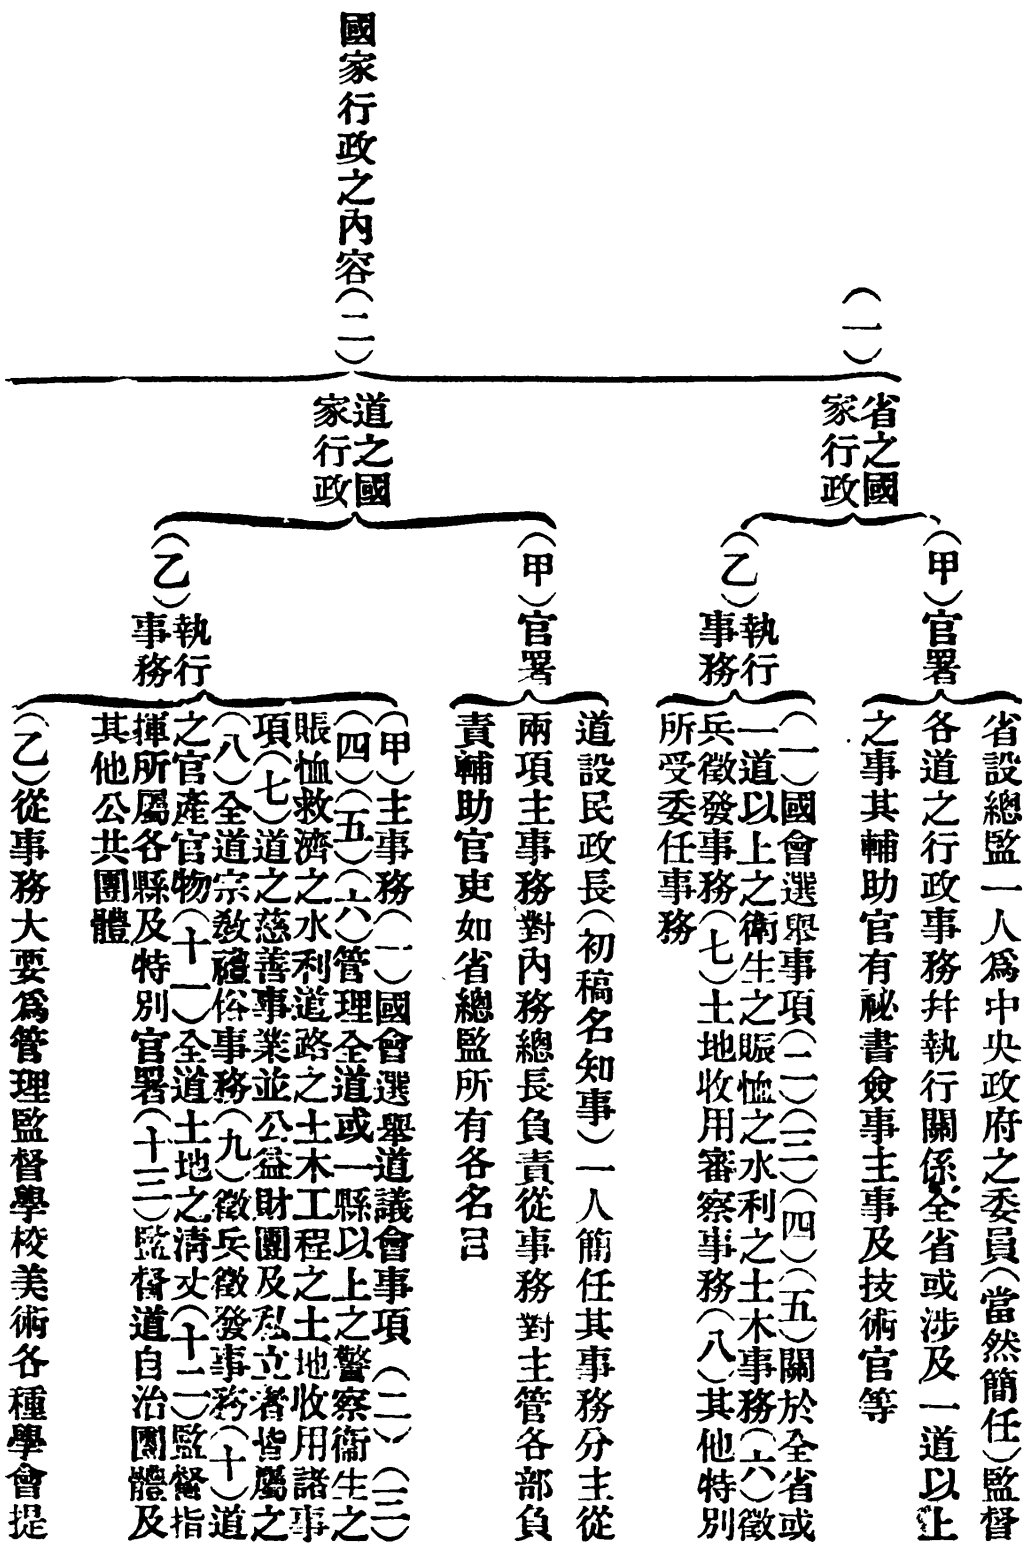 國家行政之內容
(一)
省之國
家行政
(甲)官署
省設總監一人爲中央政府之委員(當然簡任)監督
各道之行政事務幷執行關係全省或涉及一道以上
之事其輔助官有祕書僉事主事及技術官等
(乙)執行
事務
(一)國會選舉事項(二)(三)(四)(五)關於全省或
一道以上之衛生之賑恤之水利之土木事務(六)徵
兵徵發事務(七)土地收用審察事務(八)其他特別
所受委任事務
(二)
道之國
家行政
(甲)官署
道設民政長(初稿名知事)一人簡任其事務分主從
兩項主事務對內務總長負責從事務對主管各部負
責輔助官吏如省總監所有各名
(乙)執行
事務
(甲)主事務(一)國會選舉道議會事項(二)(三)
(四)(五)(六)管理全道或一縣以上之警察衛生之
賑恤救濟之水利道路之土木工程之土地收用諸事
項(七)道之慈善事業並公益財團及私立者皆屬之
(八)全道宗教禮俗事務(九)徵兵徵發事務(十)道
之官產官物(十一)全道土地之清丈(十二)監督指
揮所屬各縣及特別官署(十三)監督道自治團體及
其他公共團體
(乙)從事務大要爲管理監督學校美術各種學會提